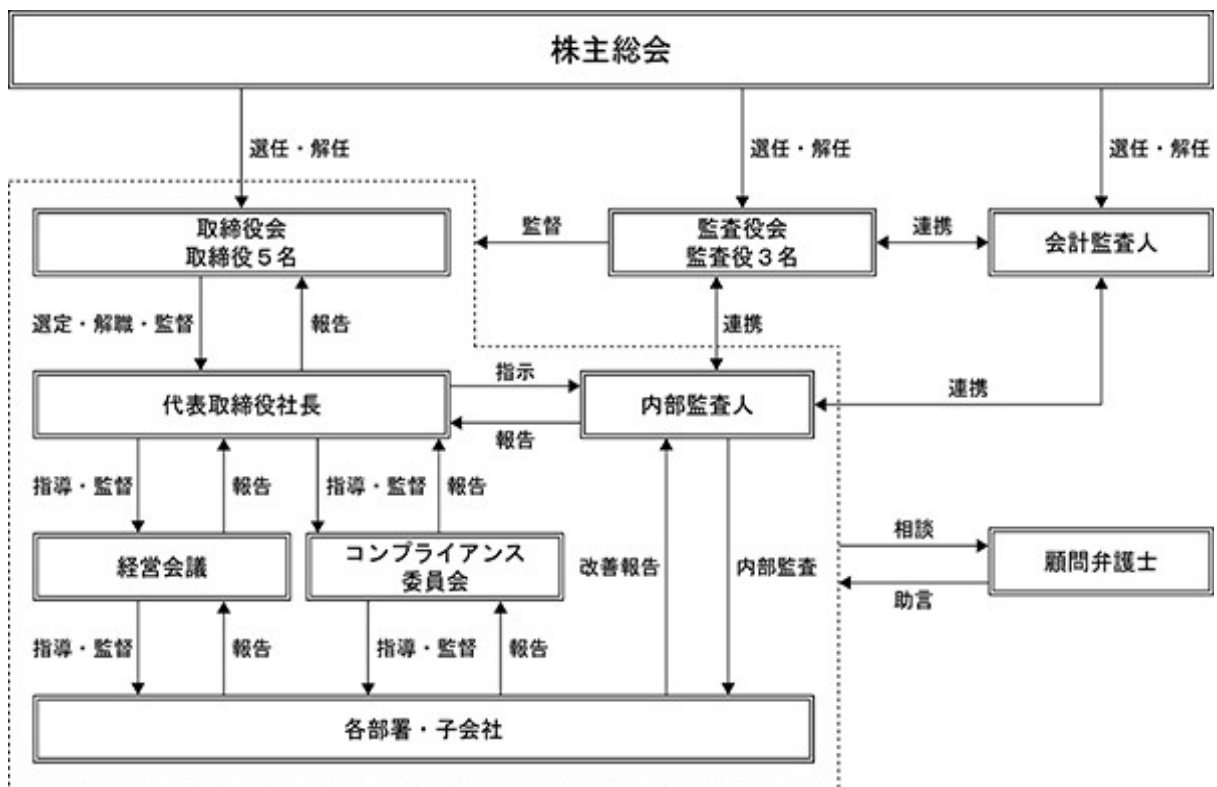 株主総会
選任・解任
選任・解任
選任・解任
取締役会
取締役５名
監督
監査役会
監査役３名
連携
会計監査人
選定・解職・監督
報告
連携
代表取締役社長
指示
報告
内部監査人
連携
指導・監督
報告
指導・監督
報告
経営会議
コンプライアンス
委員会
改善報告
内部監査
相談
助言
顧問弁護士
指導・監督
報告
指導・監督
報告
各部署・子会社